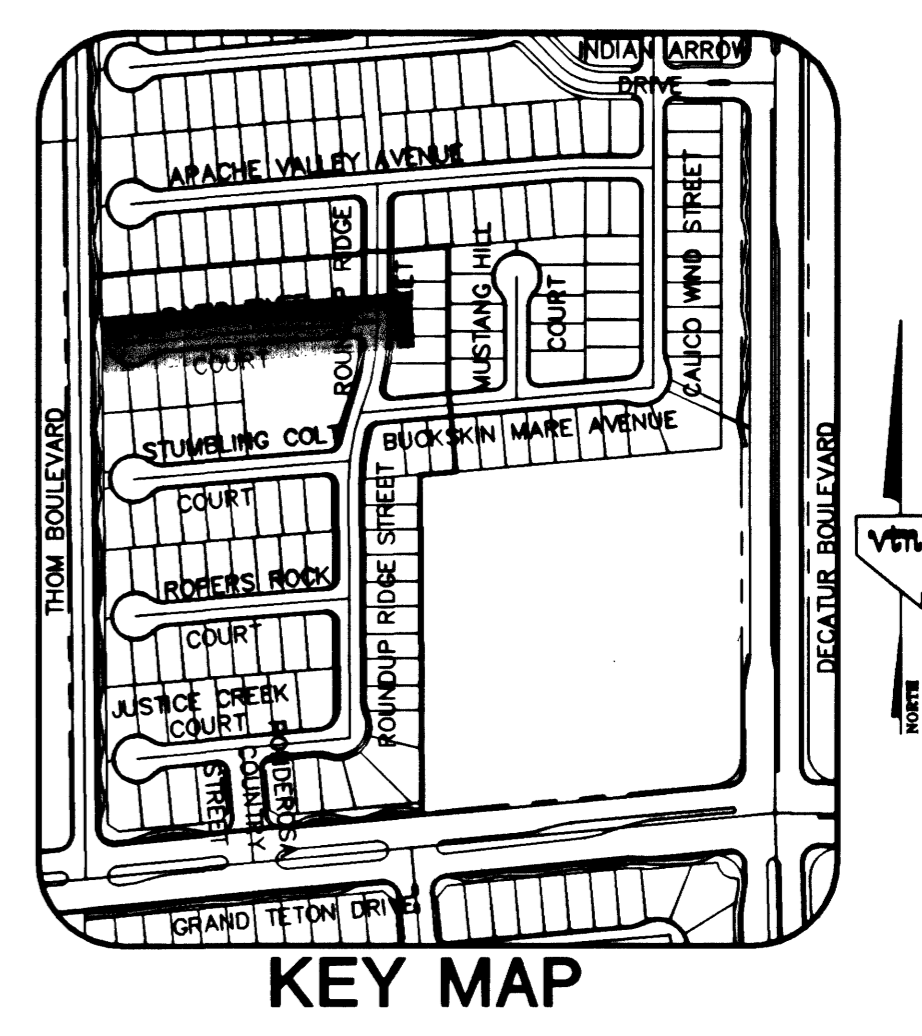 INDIAN ARROW
DRIVE
APACHE VALLEY AVENUE
RIDGE
MUSTANG HILL
COURT
CALICO WIND STREET
COURT
STUMBLING COLT
COURT
BUCKSKIN MARE AVENUE
THOM BOULEVARD
DECATUR BOULEVARD
vtn
NORTH
ROPERS ROCK
COURT
ROUNDUP RIDGE STREET
JUSTICE CREEK
COURT
PONDEROSA
COUNTRY
STREET
GRAND TETON DRIVE
KEY MAP